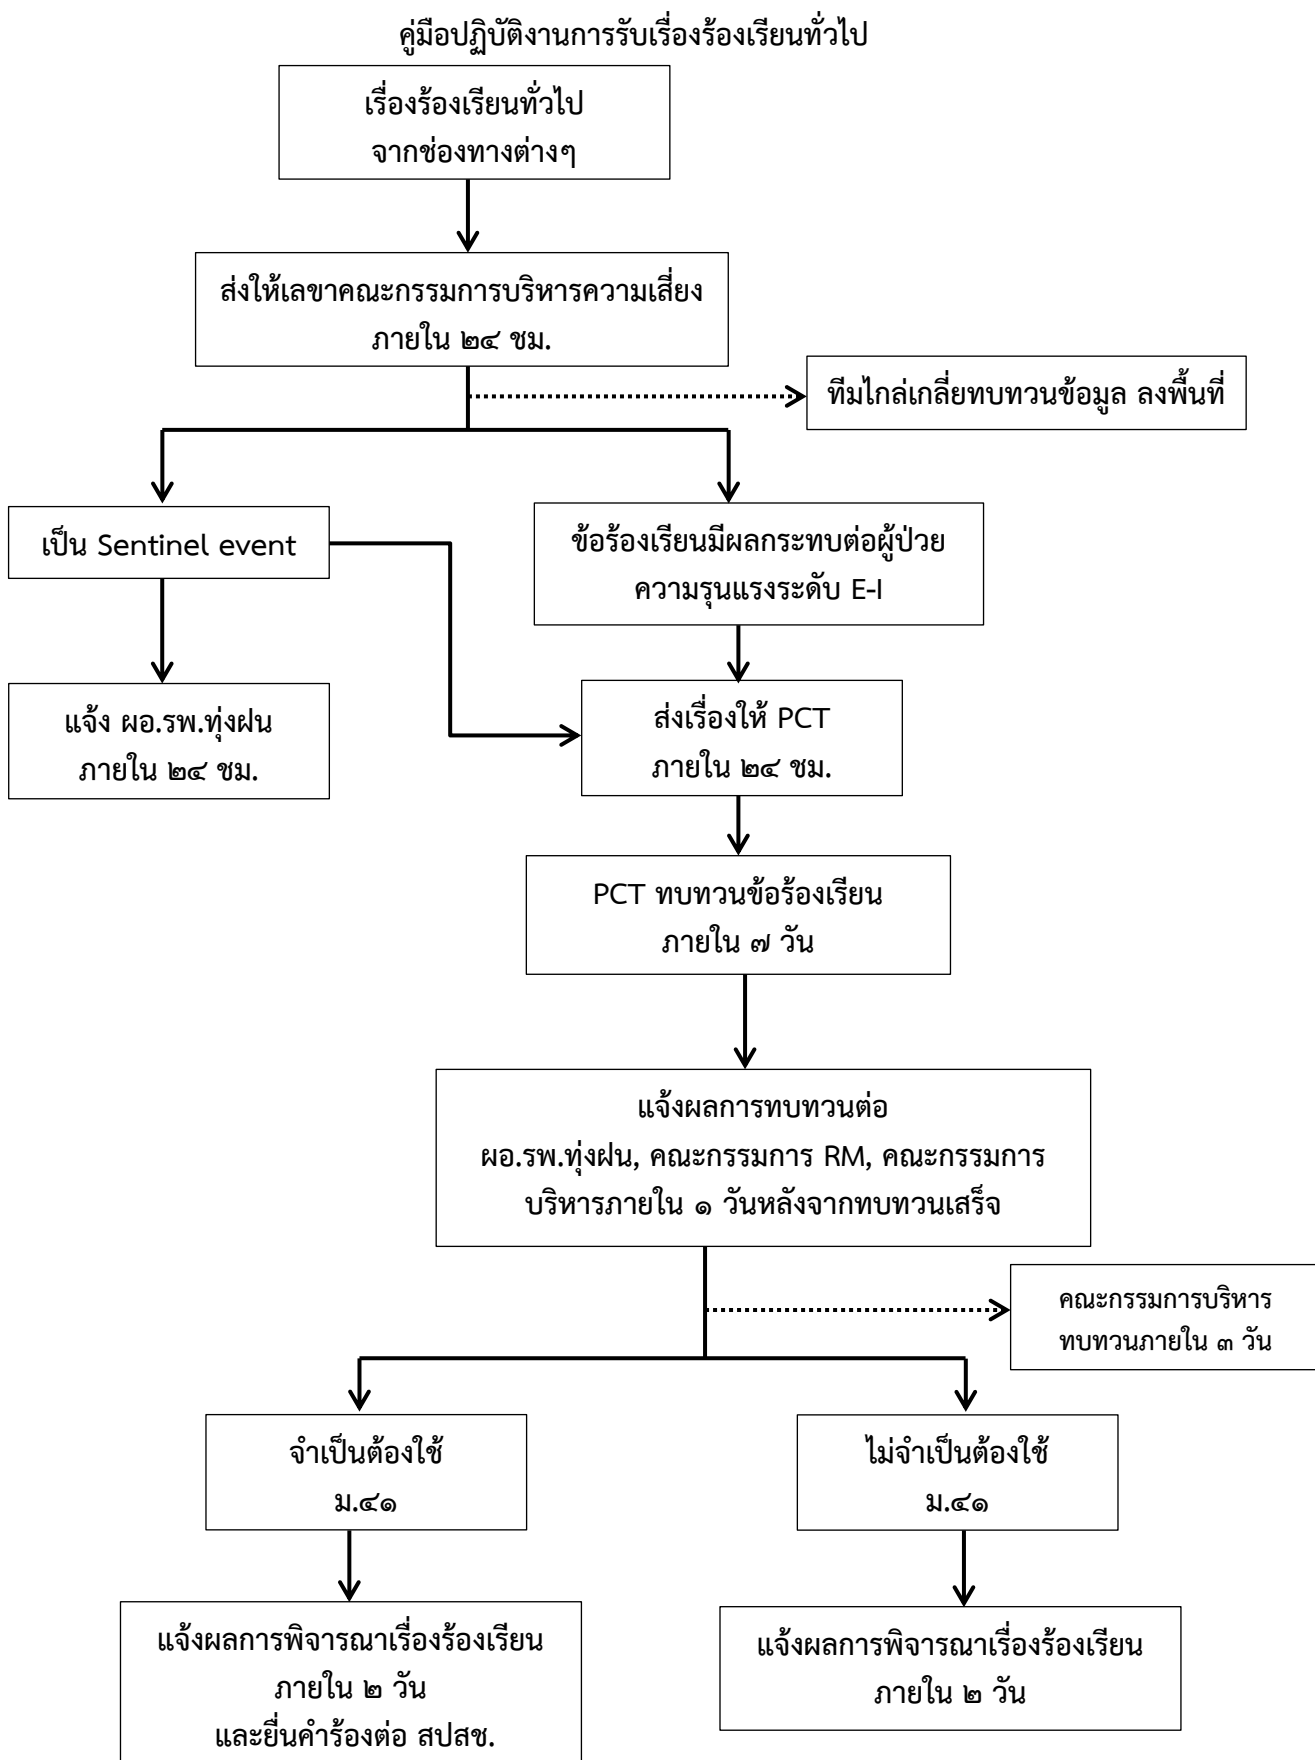 คู่มือปฏิบัติงานการรับเรื่องร้องเรียนทั่วไป
เรื่องร้องเรียนทั่วไป
จากช่องทางต่างๆ
ส่งให้เลขาคณะกรรมการบริหารความเสี่ยง
ภายใน ๒๔ ชม.
ทีมไกล่เกลี่ยทบทวนข้อมูล ลงพื้นที่
เป็น Sentinel event
ข้อร้องเรียนมีผลกระทบต่อผู้ป่วย
ความรุนแรงระดับ E-I
แจ้ง ผอ.รพ.ทุ่งฝน
ภายใน ๒๔ ชม.
ส่งเรื่องให้ PCT
ภายใน ๒๔ ชม.
PCT ทบทวนข้อร้องเรียน
ภายใน ๗ วัน
แจ้งผลการทบทวนต่อ
ผอ.รพ.ทุ่งฝน, คณะกรรมการ RM, คณะกรรมการ
บริหารภายใน ๑ วันหลังจากทบทวนเสร็จ
คณะกรรมการบริหาร
ทบทวนภายใน ๓ วัน
จำเป็นต้องใช้
ม.๔๑
ไม่จำเป็นต้องใช้
ม.๔๑
แจ้งผลการพิจารณาเรื่องร้องเรียน
ภายใน ๒ วัน
และยื่นคำร้องต่อ สปสช.
แจ้งผลการพิจารณาเรื่องร้องเรียน
ภายใน ๒ วัน